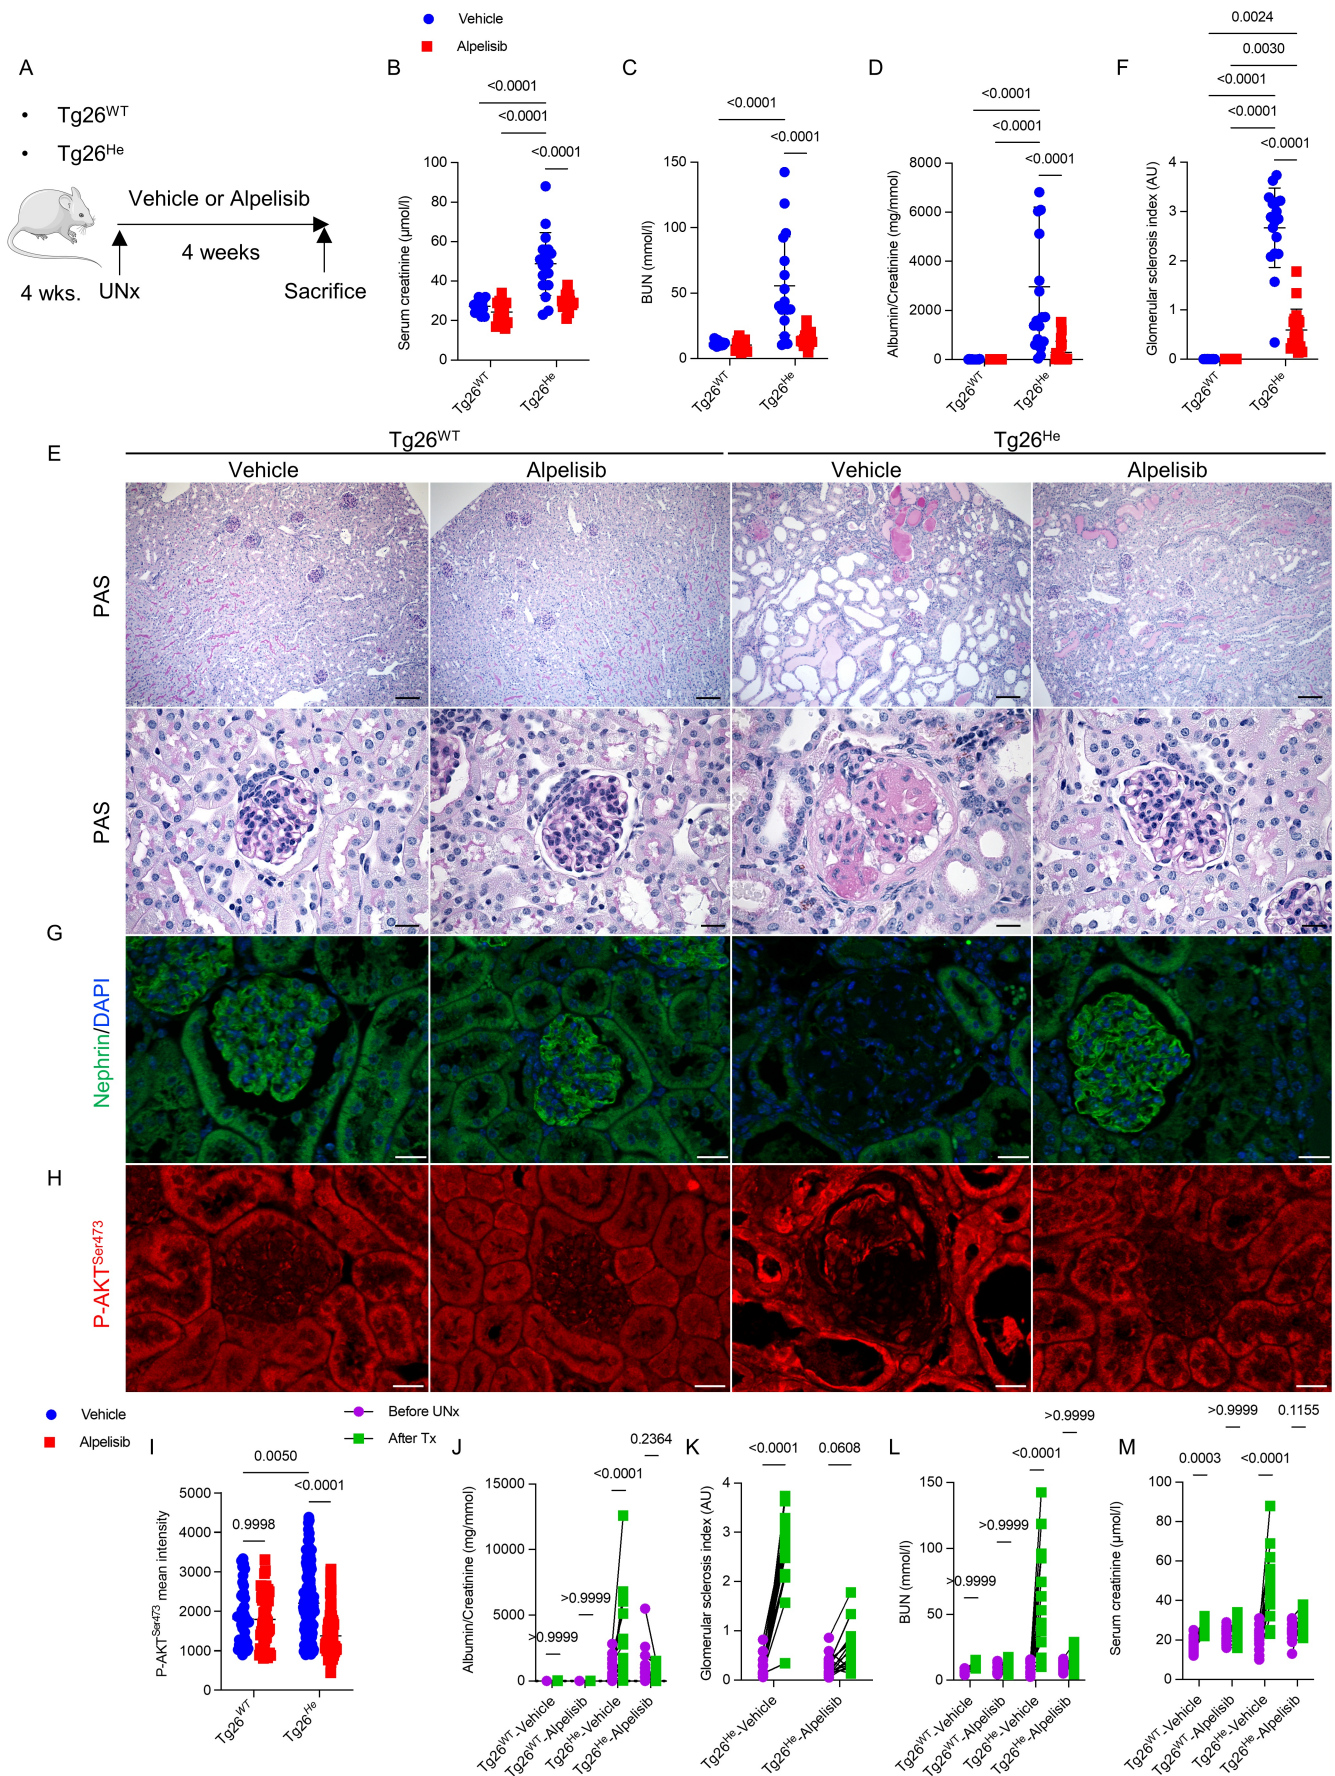 Vehicle
Alpelisib
A
B
C
D
F
• Tg26WT
• Tg26He
Vehicle or Alpelisib
4 weeks
4 wks.
UNx
Sacrifice
<0.0001
<0.0001
<0.0001
Serum creatinine (µmol/l)
100
80
60
40
20
0
Tg26WT
Tg26He
<0.0001
<0.0001
BUN (mmol/l)
150
100
50
0
Tg26WT
Tg26He
<0.0001
<0.0001
<0.0001
Albumin/Creatinine (mg/mmol)
8000
6000
4000
2000
0
Tg26WT
Tg26He
0.0024
0.0030
<0.0001
<0.0001
<0.0001
Glomerular sclerosis index (AU)
4
3
2
1
0
Tg26WT
Tg26He
E
Tg26WT
Tg26He
Vehicle
Alpelisib
Vehicle
Alpelisib
PAS
PAS
G
Nephrin/DAPI
H
P-AKTSer473
Vehicle
Alpelisib
Before UNx
After Tx
I
0.0050
<0.0001
0.9998
P-AKTSer473 mean intensity
5000
4000
3000
2000
1000
0
Tg26WT
Tg26He
J
0.2364
<0.0001
>0.9999
>0.9999
Albumin/Creatinine (mg/mmol)
15000
10000
5000
0
Tg26WT-Vehicle
Tg26WT-Alpelisib
Tg26He-Vehicle
Tg26He-Alpelisib
K
<0.0001
0.0608
Glomerular sclerosis index (AU)
4
3
2
1
0
Tg26He-Vehicle
Tg26He-Alpelisib
L
>0.9999
<0.0001
>0.9999
>0.9999
BUN (mmol/l)
150
100
50
0
Tg26WT-Vehicle
Tg26WT-Alpelisib
Tg26He-Vehicle
Tg26He-Alpelisib
M
>0.9999
0.1155
0.0003
<0.0001
Serum creatinine (µmol/l)
100
80
60
40
20
0
Tg26WT-Vehicle
Tg26WT-Alpelisib
Tg26He-Vehicle
Tg26He-Alpelisib